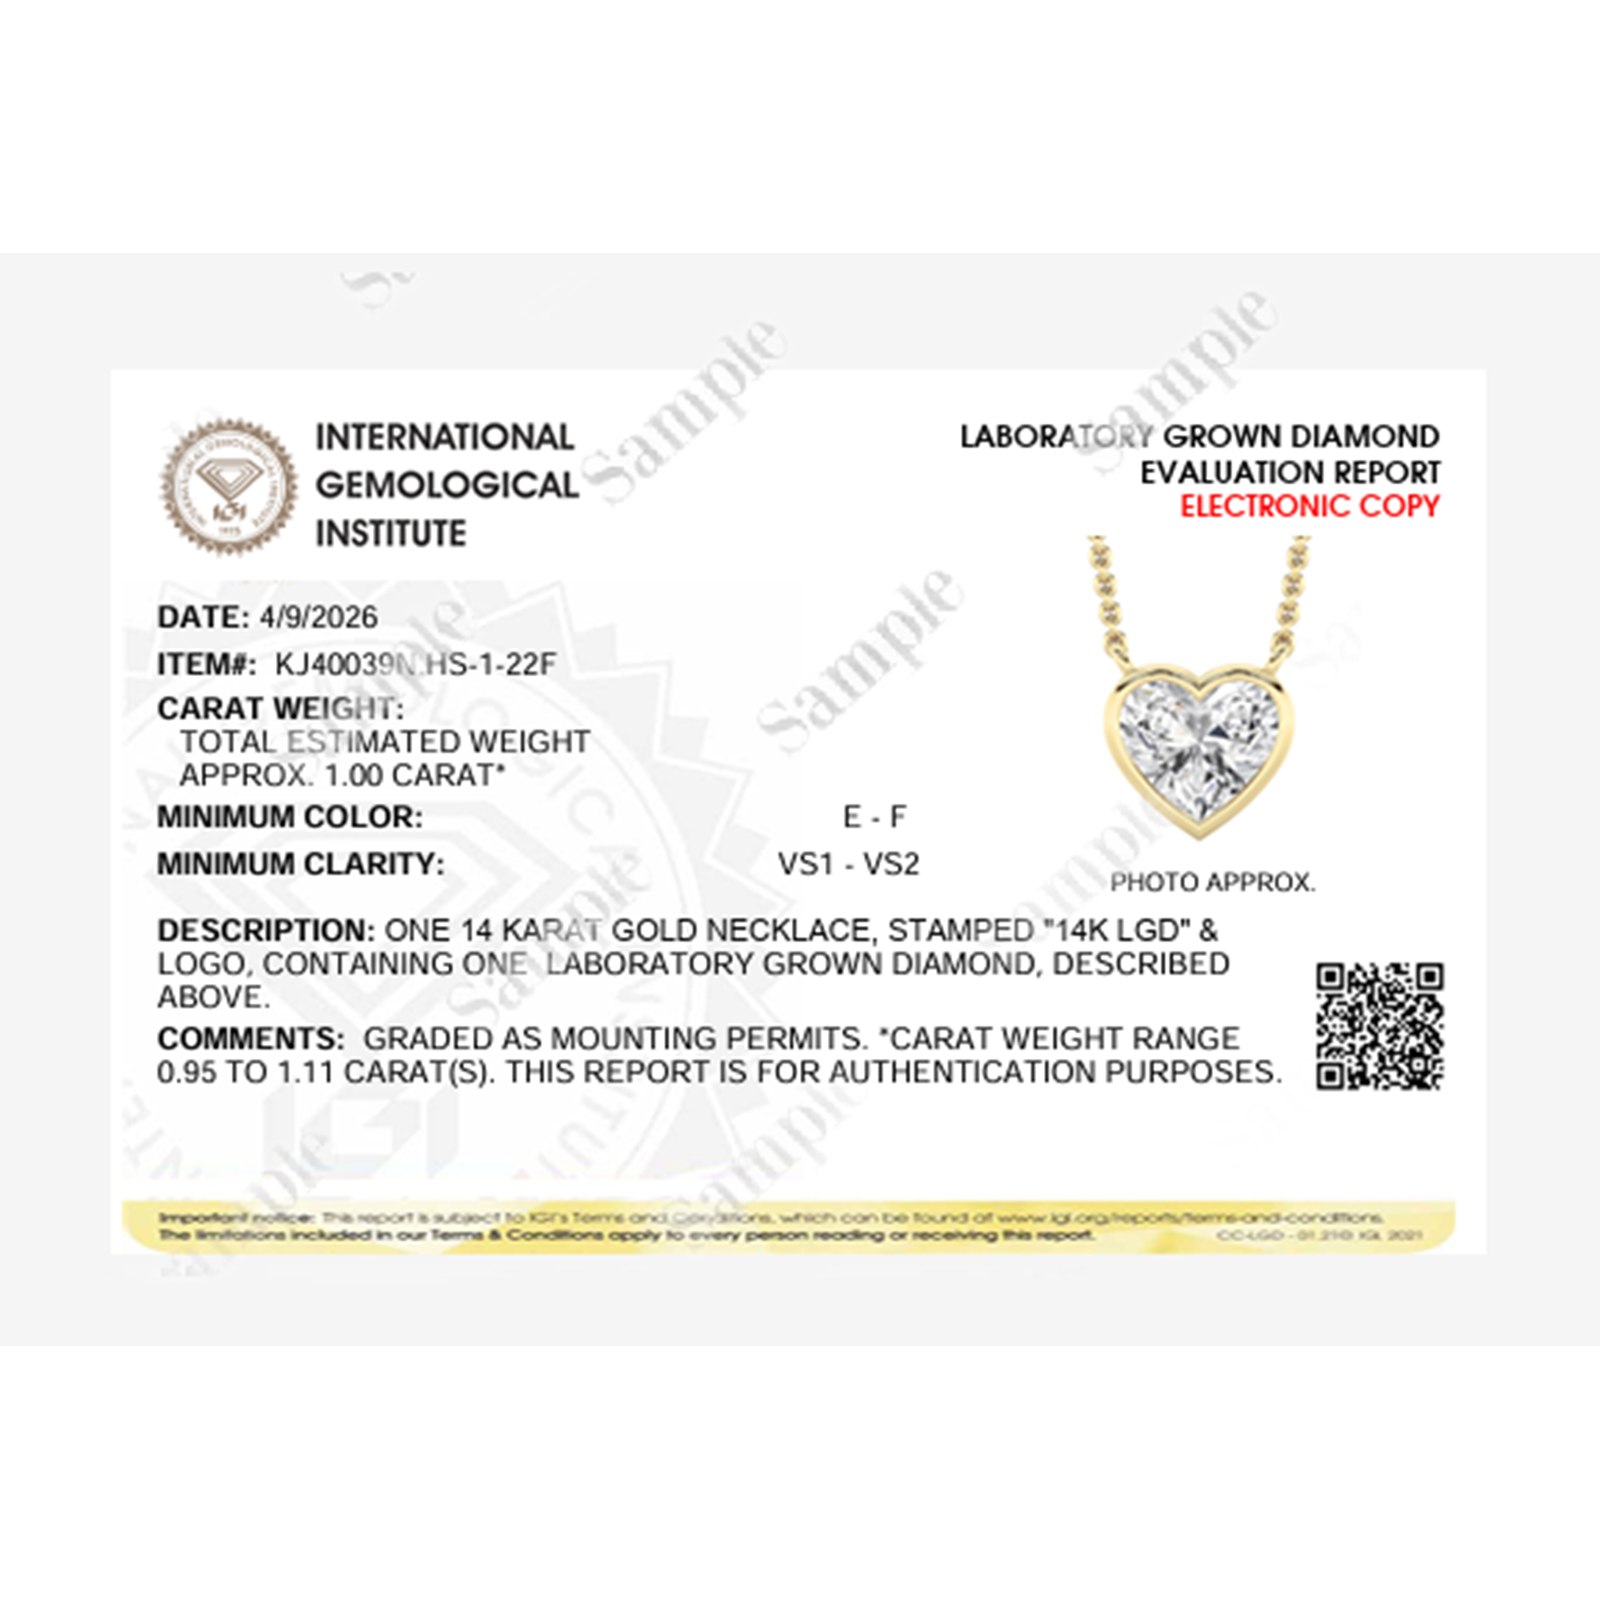 INTERNATIONAL
GEMOLOGICAL
INSTITUTE
LABORATORY GROWN DIAMOND
EVALUATION REPORT
ELECTRONIC COPY
DATE: 4/9/2026
ITEM#: KJ40039N.HS-1-22F
CARAT WEIGHT:
TOTAL ESTIMATED WEIGHT
APPROX. 1.00 CARAT*
MINIMUM COLOR: E - F
MINIMUM CLARITY: VS1 - VS2
PHOTO APPROX.
DESCRIPTION: ONE 14 KARAT GOLD NECKLACE, STAMPED "14K LGD" &
LOGO, CONTAINING ONE LABORATORY GROWN DIAMOND, DESCRIBED
ABOVE.
COMMENTS: GRADED AS MOUNTING PERMITS. *CARAT WEIGHT RANGE
0.95 TO 1.11 CARAT(S). THIS REPORT IS FOR AUTHENTICATION PURPOSES.
Important notice: This report is subject to IGI's Terms and Conditions, which can be found at www.igi.org/reports/terms-and-conditions.
The limitations included in our Terms & Conditions apply to every person reading or receiving this report.
Sample
Sample
Sample
Sample
Sample
Sample